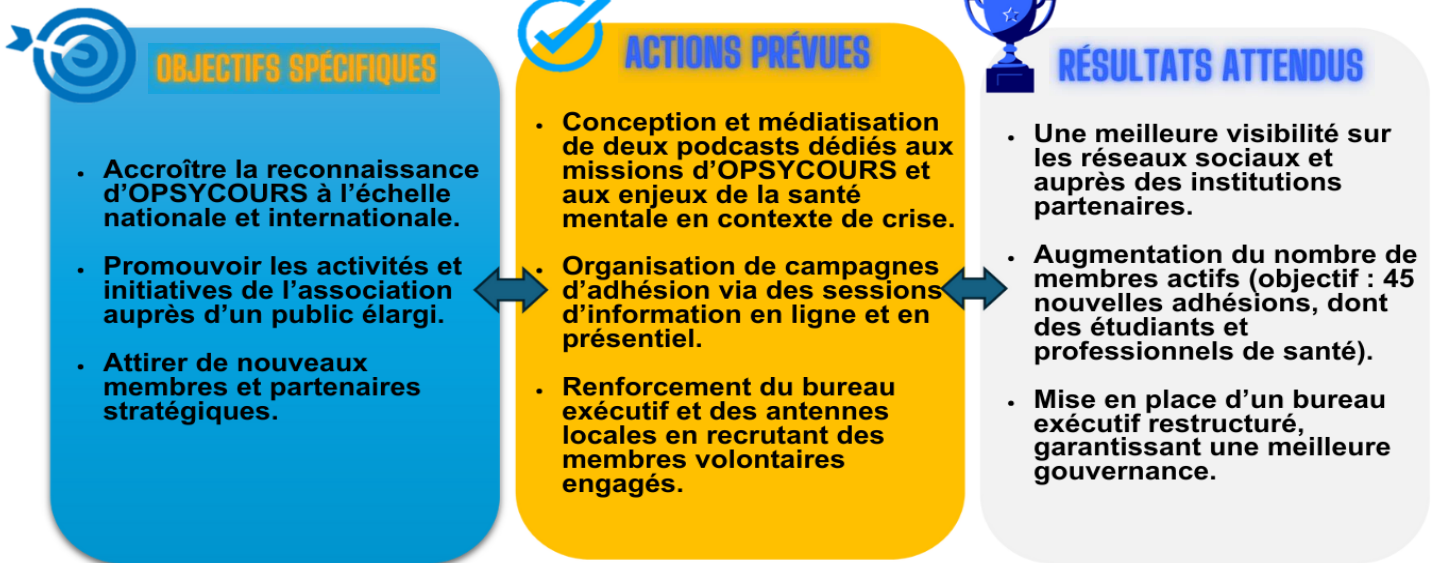 OBJECTIFS SPÉCIFIQUES
• Accroître la reconnaissance
d’OPSYCOURS à l’échelle
nationale et internationale.
• Promouvoir les activités et
initiatives de l’association
auprès d’un public élargi.
• Attirer de nouveaux
membres et partenaires
stratégiques.
ACTIONS PRÉVUES
• Conception et médiatisation
de deux podcasts dédiés aux
missions d’OPSYCOURS et
aux enjeux de la santé
mentale en contexte de crise.
• Organisation de campagnes
d’adhésion via des sessions
d’information en ligne et en
présentiel.
• Renforcement du bureau
exécutif et des antennes
locales en recrutant des
membres volontaires
engagés.
RÉSULTATS ATTENDUS
• Une meilleure visibilité sur
les réseaux sociaux et
auprès des institutions
partenaires.
• Augmentation du nombre de
membres actifs (objectif : 45
nouvelles adhésions, dont
des étudiants et
professionnels de santé).
• Mise en place d’un bureau
exécutif restructuré,
garantissant une meilleure
gouvernance.